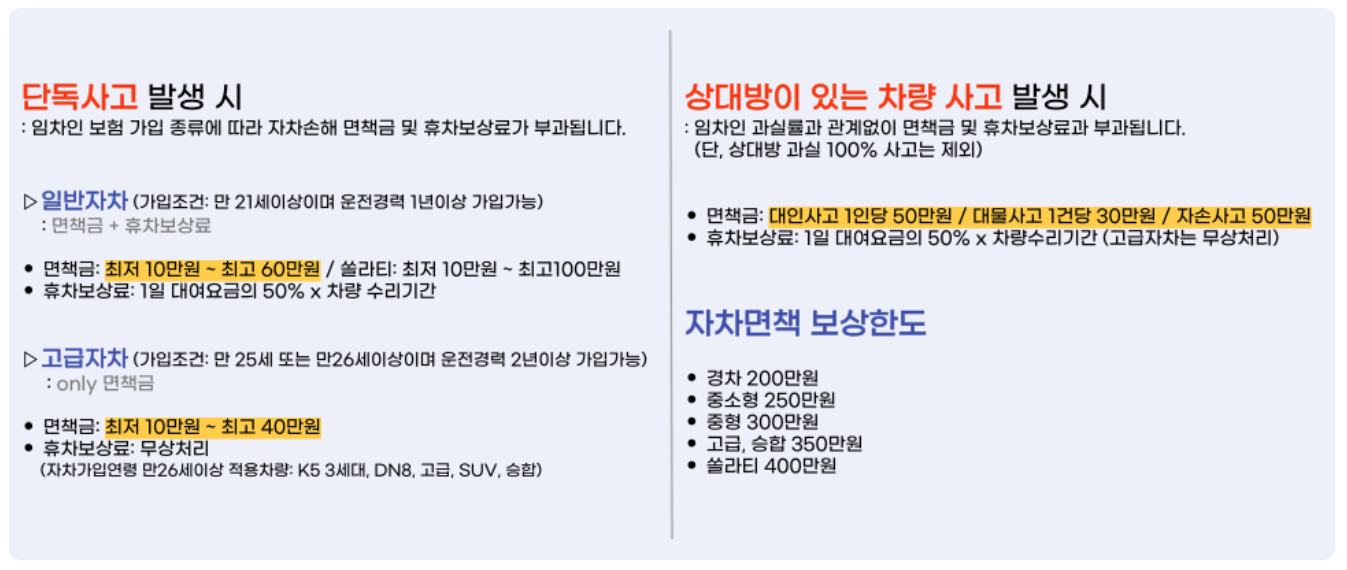 단독사고 발생 시
: 임차인 보험 가입 종류에 따라 자차손해 면책금 및 휴차보상료가 부과됩니다.
▷ 일반자차 (가입조건: 만 21세이상이며 운전경력 1년이상 가입가능)
: 면책금 + 휴차보상료
• 면책금: 최저 10만원 ~ 최고 60만원 / 쏠라티: 최저 10만원 ~ 최고100만원
• 휴차보상료: 1일 대여요금의 50% x 차량 수리기간
▷ 고급자차 (가입조건: 만 25세 또는 만26세이상이며 운전경력 2년이상 가입가능)
: only 면책금
• 면책금: 최저 10만원 ~ 최고 40만원
• 휴차보상료: 무상처리
(자차가입연령 만26세이상 적용차량: K5 3세대, DN8, 고급, SUV, 승합)
상대방이 있는 차량 사고 발생 시
: 임차인 과실률과 관계없이 면책금 및 휴차보상료과 부과됩니다.
(단, 상대방 과실 100% 사고는 제외)
• 면책금: 대인사고 1인당 50만원 / 대물사고 1건당 30만원 / 자손사고 50만원
• 휴차보상료: 1일 대여요금의 50% x 차량수리기간 (고급자차는 무상처리)
자차면책 보상한도
• 경차 200만원
• 중소형 250만원
• 중형 300만원
• 고급, 승합 350만원
• 쏠라티 400만원